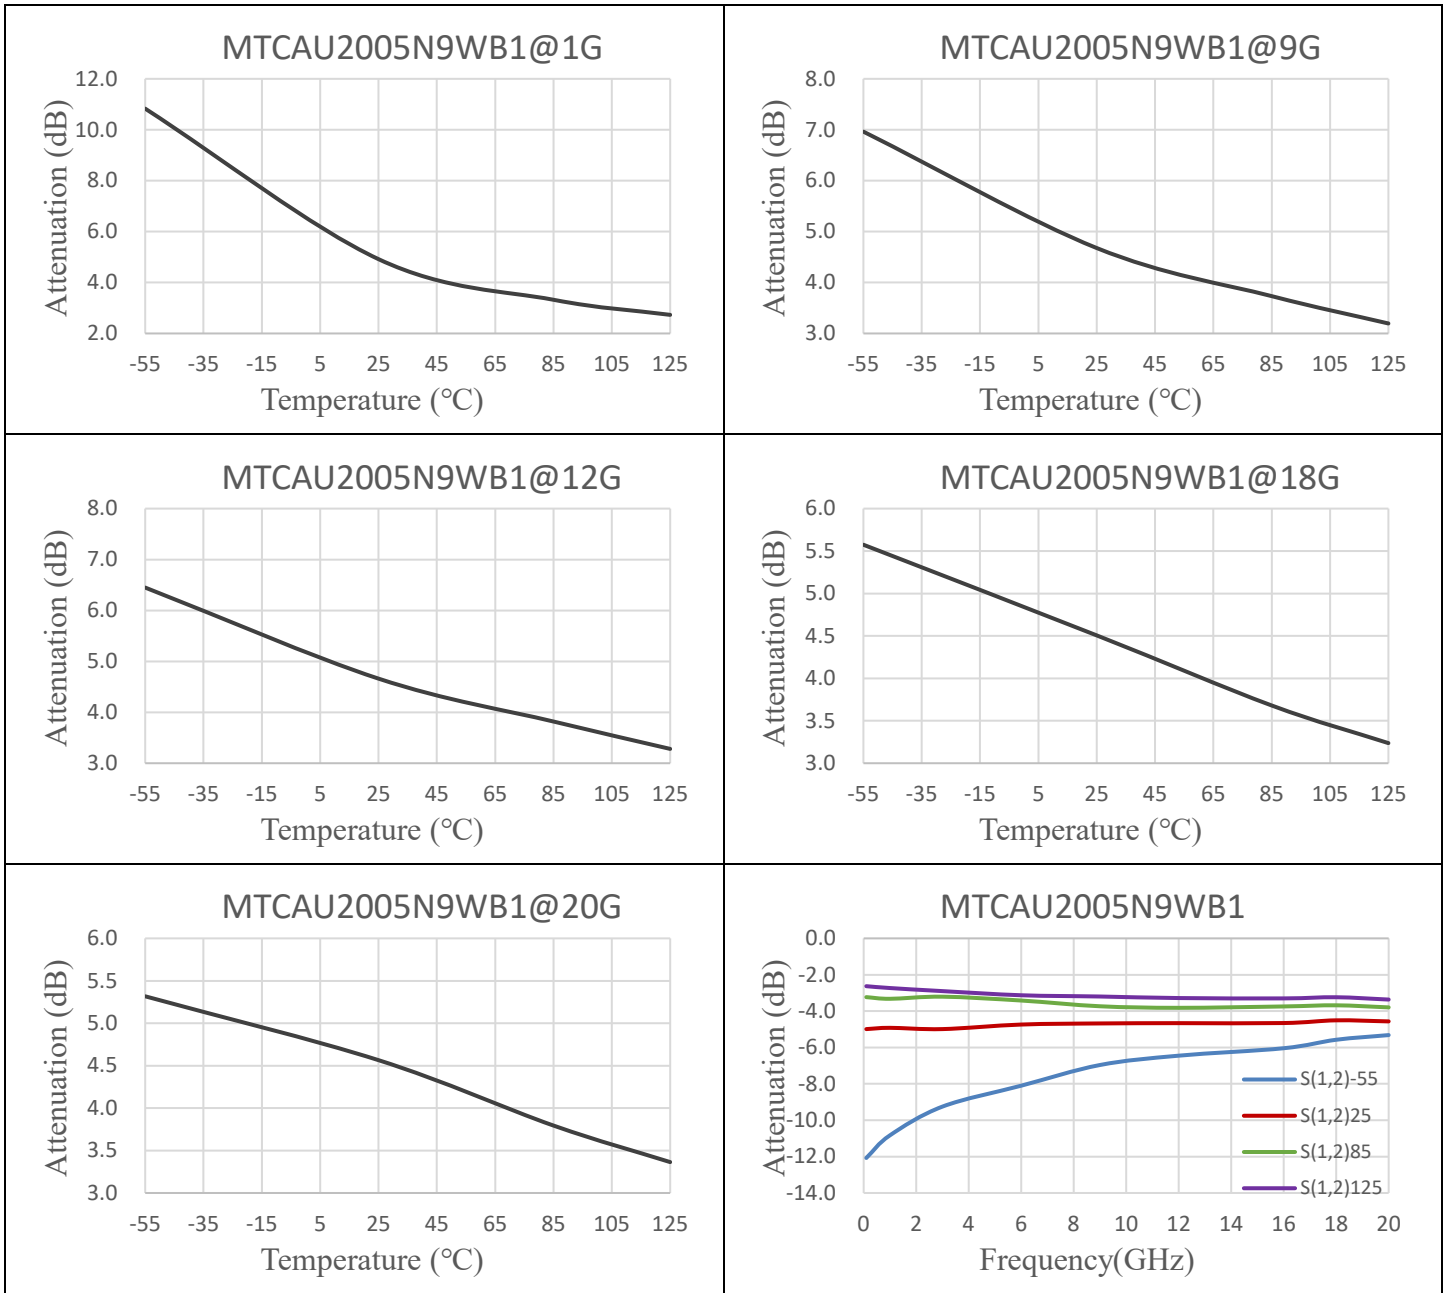 MTCAU2005N9WB1@1G
Attenuation (dB)
12.0
10.0
8.0
6.0
4.0
2.0
-55 -35 -15 5 25 45 65 85 105 125
Temperature (℃)
MTCAU2005N9WB1@9G
Attenuation (dB)
8.0
7.0
6.0
5.0
4.0
3.0
-55 -35 -15 5 25 45 65 85 105 125
Temperature (℃)
MTCAU2005N9WB1@12G
Attenuation (dB)
8.0
7.0
6.0
5.0
4.0
3.0
-55 -35 -15 5 25 45 65 85 105 125
Temperature (℃)
MTCAU2005N9WB1@18G
Attenuation (dB)
6.0
5.5
5.0
4.5
4.0
3.5
3.0
-55 -35 -15 5 25 45 65 85 105 125
Temperature (℃)
MTCAU2005N9WB1@20G
Attenuation (dB)
6.0
5.5
5.0
4.5
4.0
3.5
3.0
-55 -35 -15 5 25 45 65 85 105 125
Temperature (℃)
MTCAU2005N9WB1
Attenuation (dB)
0.0
-2.0
-4.0
-6.0
-8.0
-10.0
-12.0
-14.0
S(1,2)-55
S(1,2)25
S(1,2)85
S(1,2)125
0 2 4 6 8 10 12 14 16 18 20
Frequency(GHz)